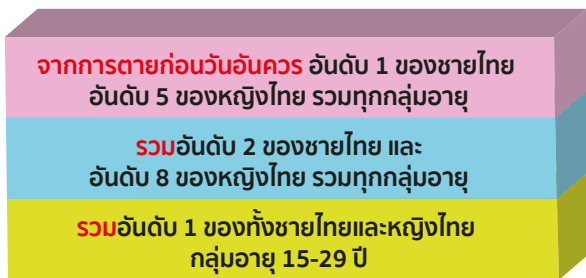 จากการตายก่อนวันอันควร อันดับ 1 ของชายไทย
อันดับ 5 ของหญิงไทย รวมทุกกลุ่มอายุ
รวมอันดับ 2 ของชายไทย และ
อันดับ 8 ของหญิงไทย รวมทุกกลุ่มอายุ
รวมอันดับ 1 ของทั้งชายไทยและหญิงไทย
กลุ่มอายุ 15-29 ปี